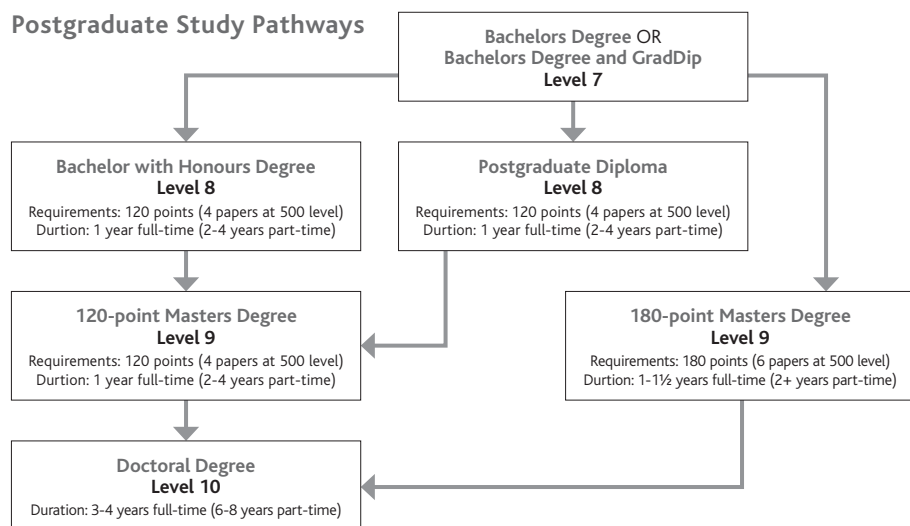 Postgraduate Study Pathways
Bachelors Degree OR
Bachelors Degree and GradDip
Level 7
Bachelor with Honours Degree
Level 8
Requirements: 120 points (4 papers at 500 level)
Durtion: 1 year full-time (2-4 years part-time)
Postgraduate Diploma
Level 8
Requirements: 120 points (4 papers at 500 level)
Durtion: 1 year full-time (2-4 years part-time)
120-point Masters Degree
Level 9
Requirements: 120 points (4 papers at 500 level)
Durtion: 1 year full-time (2-4 years part-time)
180-point Masters Degree
Level 9
Requirements: 180 points (6 papers at 500 level)
Durtion: 1-1½ years full-time (2+ years part-time)
Doctoral Degree
Level 10
Duration: 3-4 years full-time (6-8 years part-time)